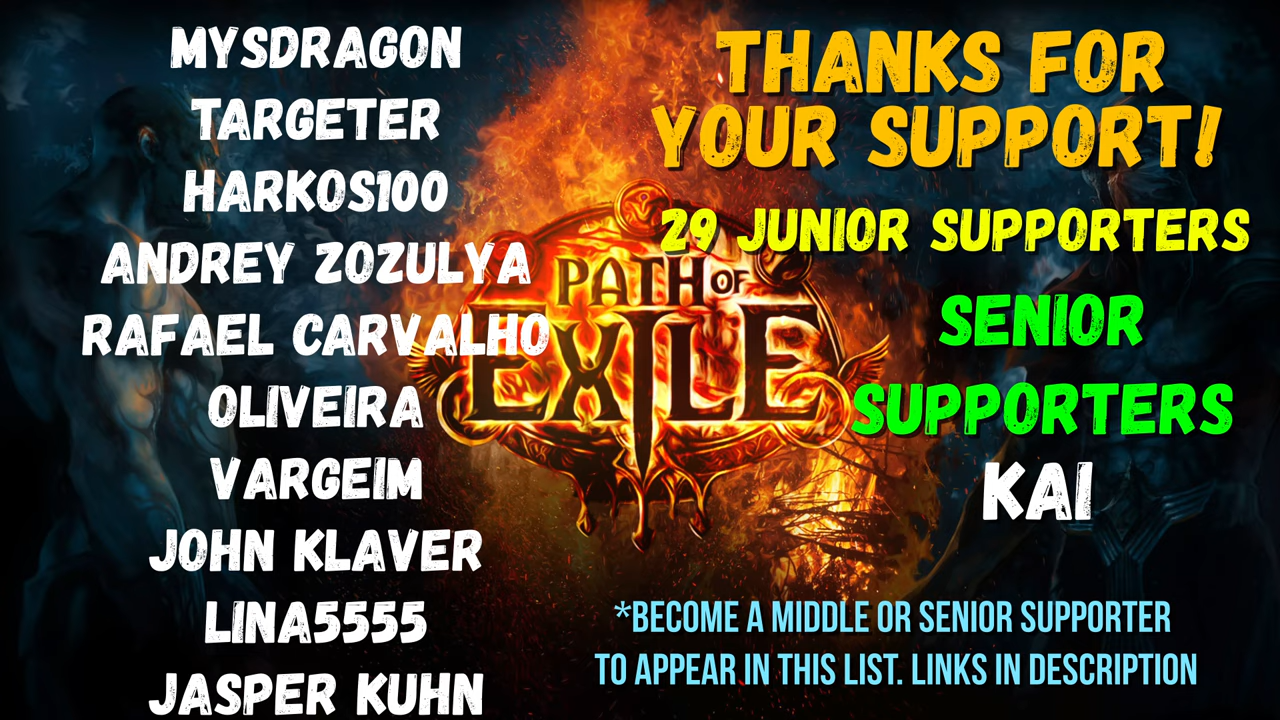 MYSDRAGON
TARGETER
HARKOS100
ANDREY ZOZULYA
RAFAEL CARVALHO
OLIVEIRA
VARGEIM
JOHN KLAVER
LINA5555
JASPER KUHN
PATH OF
EXILE
THANKS FOR
YOUR SUPPORT!
29 JUNIOR SUPPORTERS
SENIOR
SUPPORTERS
KAI
*BECOME A MIDDLE OR SENIOR SUPPORTER
TO APPEAR IN THIS LIST. LINKS IN DESCRIPTION